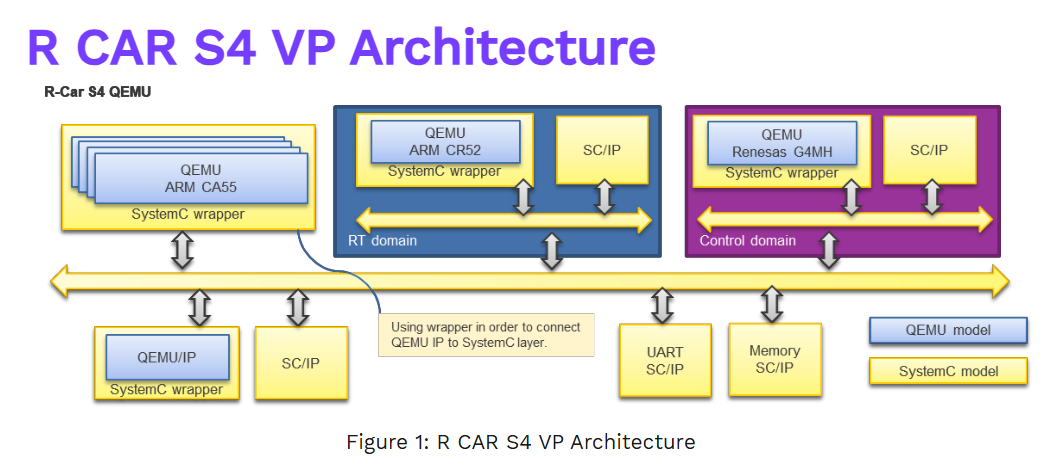 R CAR S4 VP Architecture
R-Car S4 QEMU
QEMU
ARM CA55
SystemC wrapper
QEMU
ARM CR52
SystemC wrapper
SC/IP
RT domain
QEMU
Renesas G4MH
SystemC wrapper
SC/IP
Control domain
Using wrapper in order to connect
QEMU IP to SystemC layer.
QEMU/IP
SystemC wrapper
SC/IP
UART
SC/IP
Memory
SC/IP
QEMU model
SystemC model
Figure 1: R CAR S4 VP Architecture